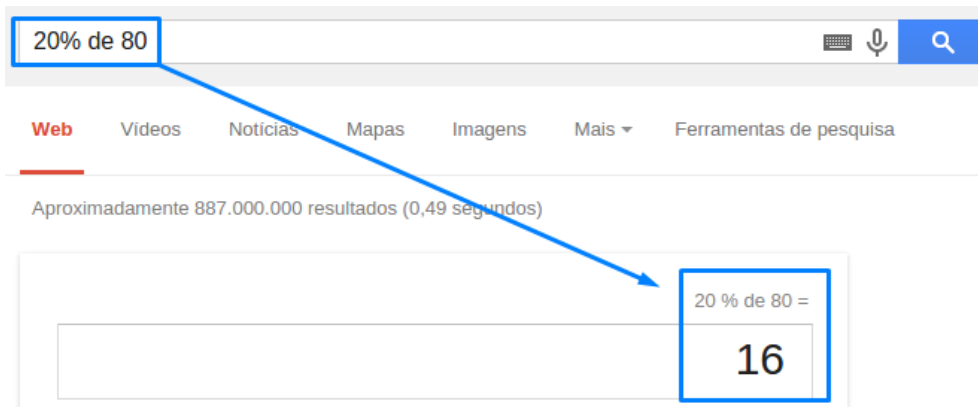 20% de 80
Web Vídeos Notícias Mapas Imagens Mais Ferramentas de pesquisa
Aproximadamente 887.000.000 resultados (0,49 segundos)
20 % de 80 =
16